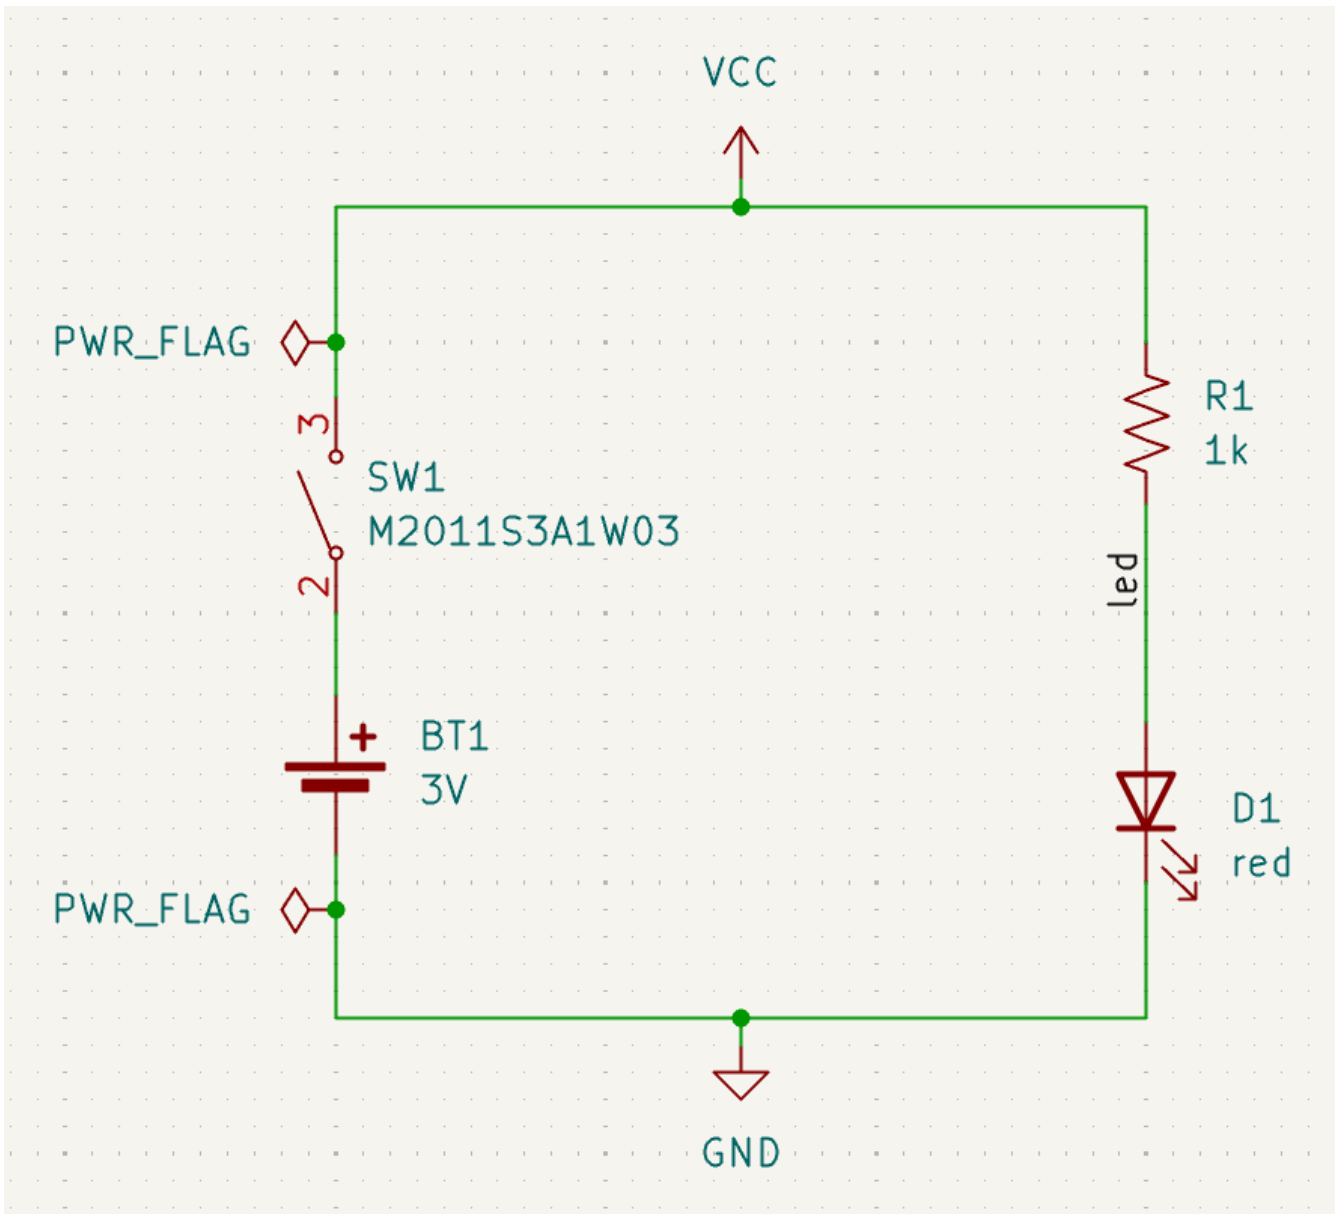 VCC
PWR_FLAG
3
SW1
M2011S3A1W03
2
R1
1k
led
+
BT1
3V
D1
red
PWR_FLAG
GND